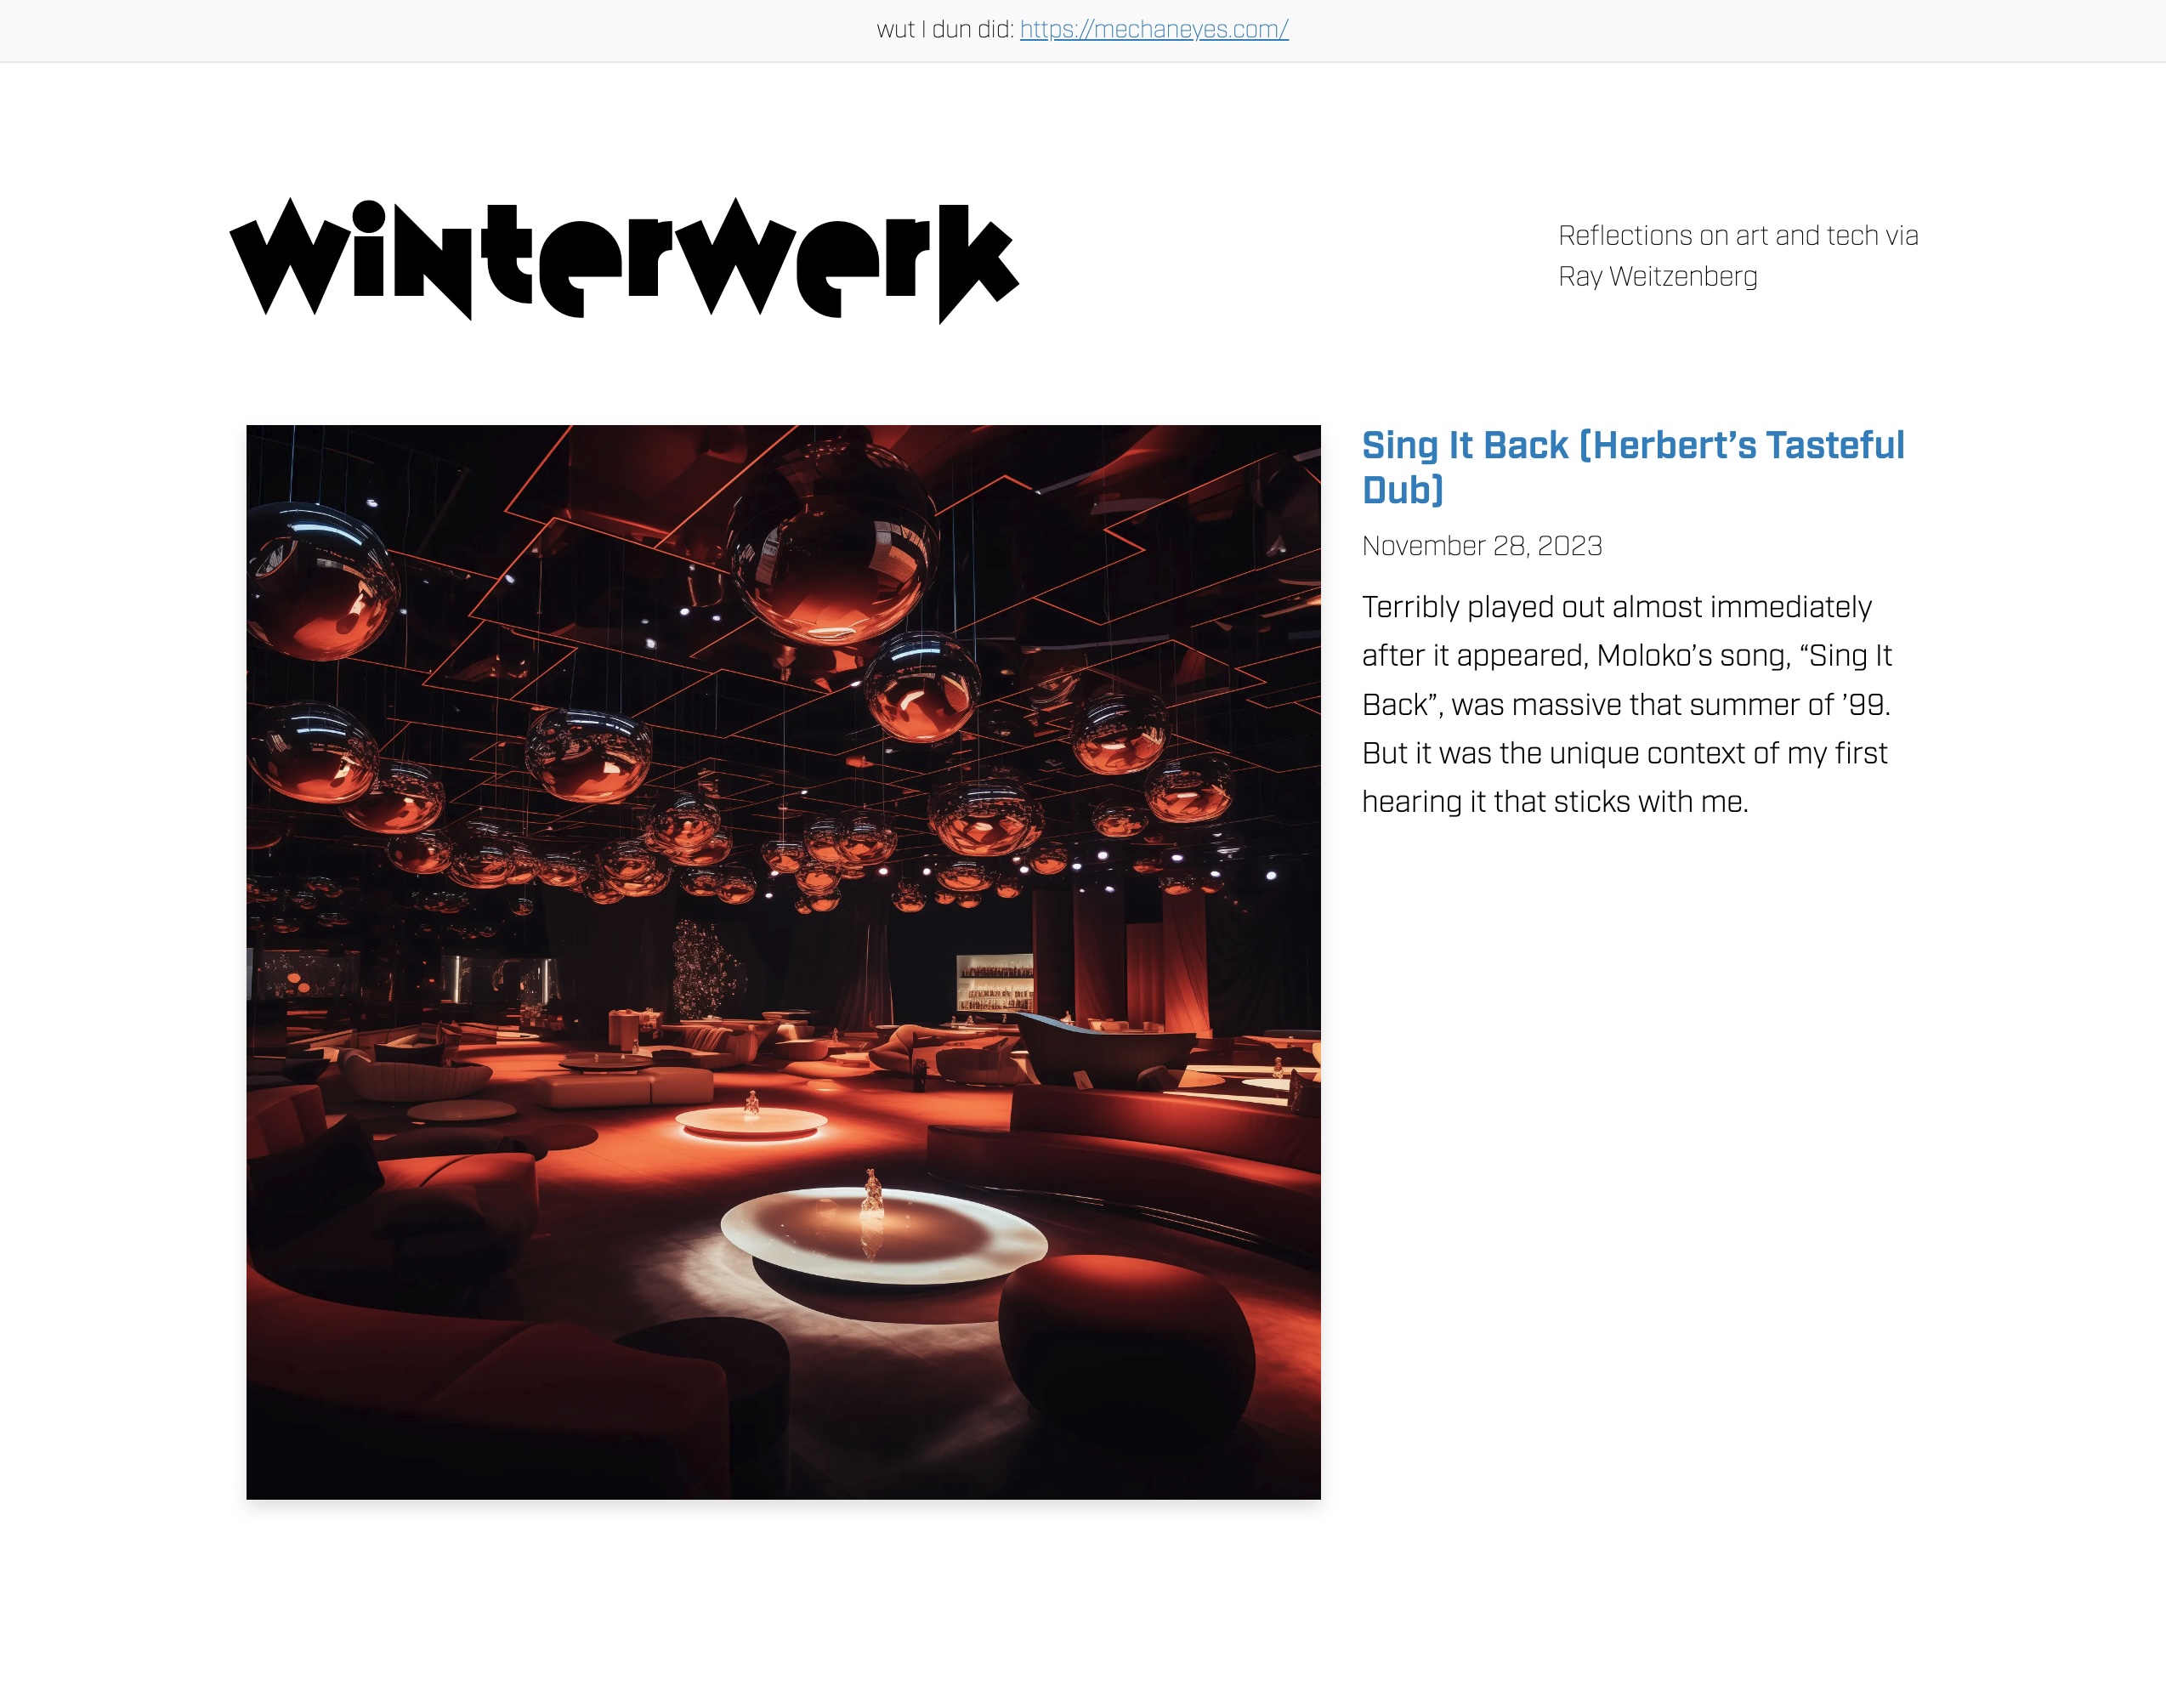 wut I dun did: https://mechaneyes.com/
WiNterWerk
Reflections on art and tech via
Ray Weitzenberg
Sing It Back (Herbert’s Tasteful
Dub)
November 28, 2023
Terribly played out almost immediately
after it appeared, Moloko’s song, “Sing It
Back”, was massive that summer of ’99.
But it was the unique context of my first
hearing it that sticks with me.